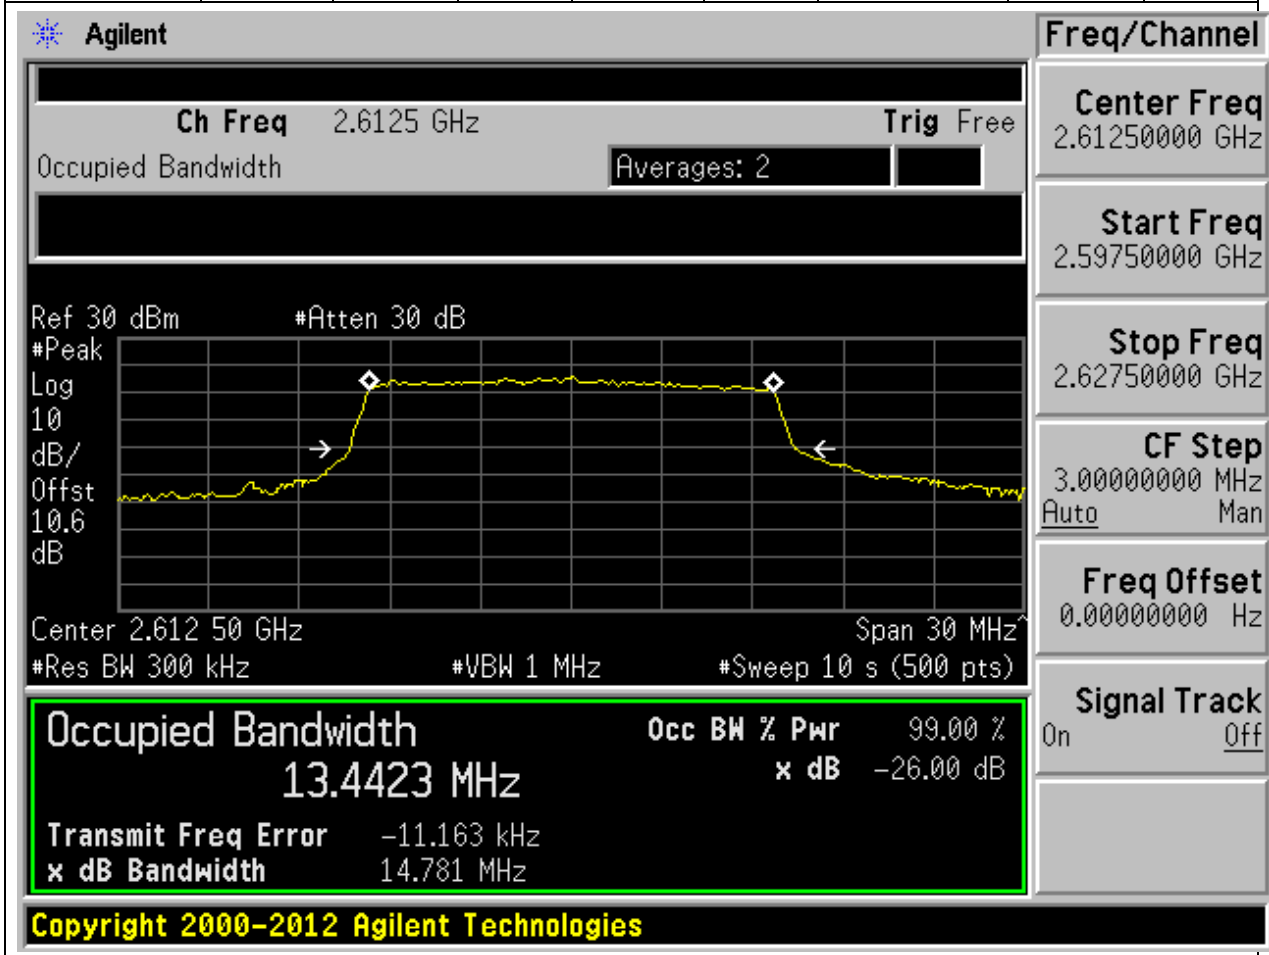 Agilent
Freq/Channel
Ch Freq 2.6125 GHz Trig Free
Occupied Bandwidth Averages: 2
Center Freq
2.61250000 GHz
Start Freq
2.59750000 GHz
Stop Freq
2.62750000 GHz
CF Step
3.00000000 MHz
Auto Man
Freq Offset
0.00000000 Hz
Signal Track
On Off
Ref 30 dBm #Atten 30 dB
#Peak
Log
10
dB/
Offst
10.6
dB
Center 2.612 50 GHz Span 30 MHz^
#Res BW 300 kHz #VBW 1 MHz #Sweep 10 s (500 pts)
Occupied Bandwidth Occ BW % Pwr 99.00 %
13.4423 MHz x dB -26.00 dB
Transmit Freq Error -11.163 kHz
x dB Bandwidth 14.781 MHz
Copyright 2000-2012 Agilent Technologies